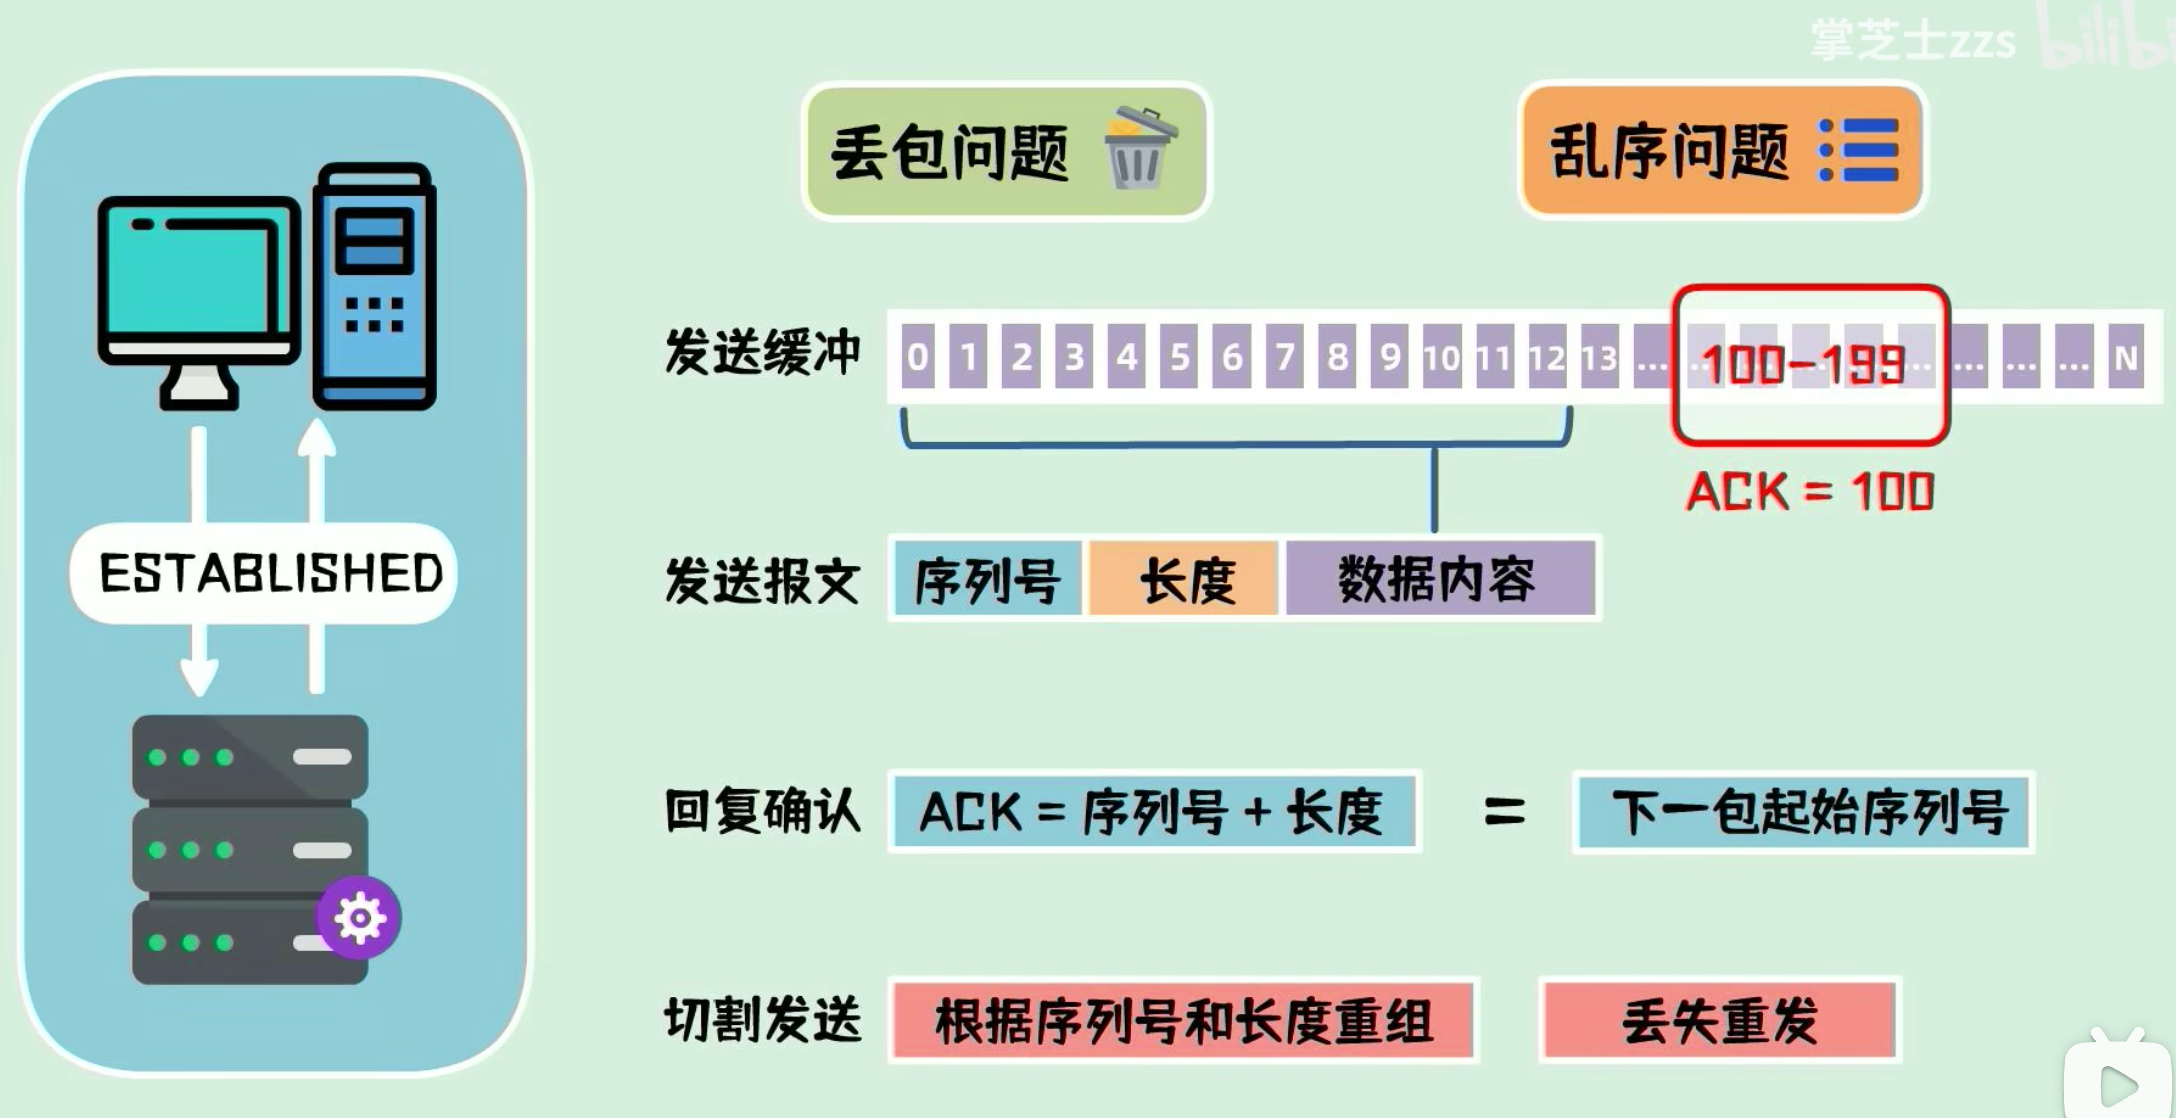 掌芝士zzs bilibi
丢包问题
乱序问题
发送缓冲 0 1 2 3 4 5 6 7 8 9 10 11 12 13 ... 100-199 ... ... ... N
ACK = 100
ESTABLISHED
发送报文 序列号 长度 数据内容
回复确认 ACK = 序列号 + 长度 = 下一包起始序列号
切割发送 根据序列号和长度重组 丢失重发